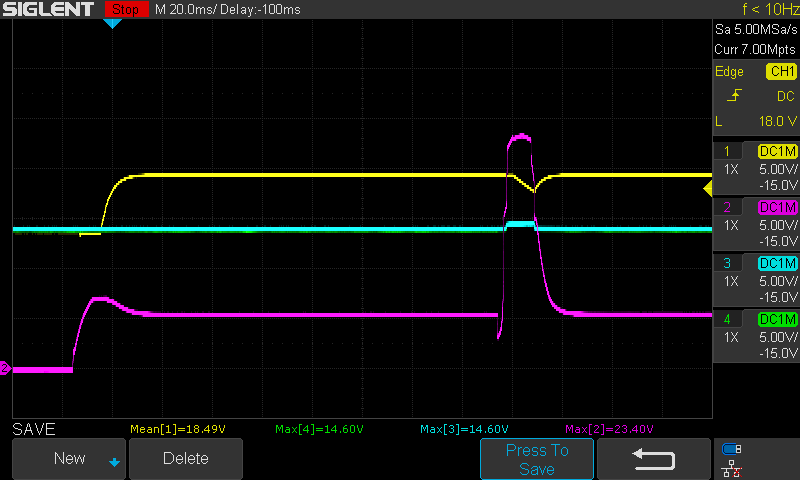 SIGLENT Stop M 20.0ms/ Delay:-100ms f < 10Hz
Sa 5.00MSa/s
Curr 7.00Mpts
Edge CH1
DC
L 18.0 V
1 DC1M
1X 5.00V/
-15.0V
2 DC1M
1X 5.00V/
-15.0V
3 DC1M
1X 5.00V/
-15.0V
4 DC1M
1X 5.00V/
-15.0V
2
SAVE Mean[1]=18.49V Max[4]=14.60V Max[3]=14.60V Max[2]=23.40V
New Delete Press To
Save